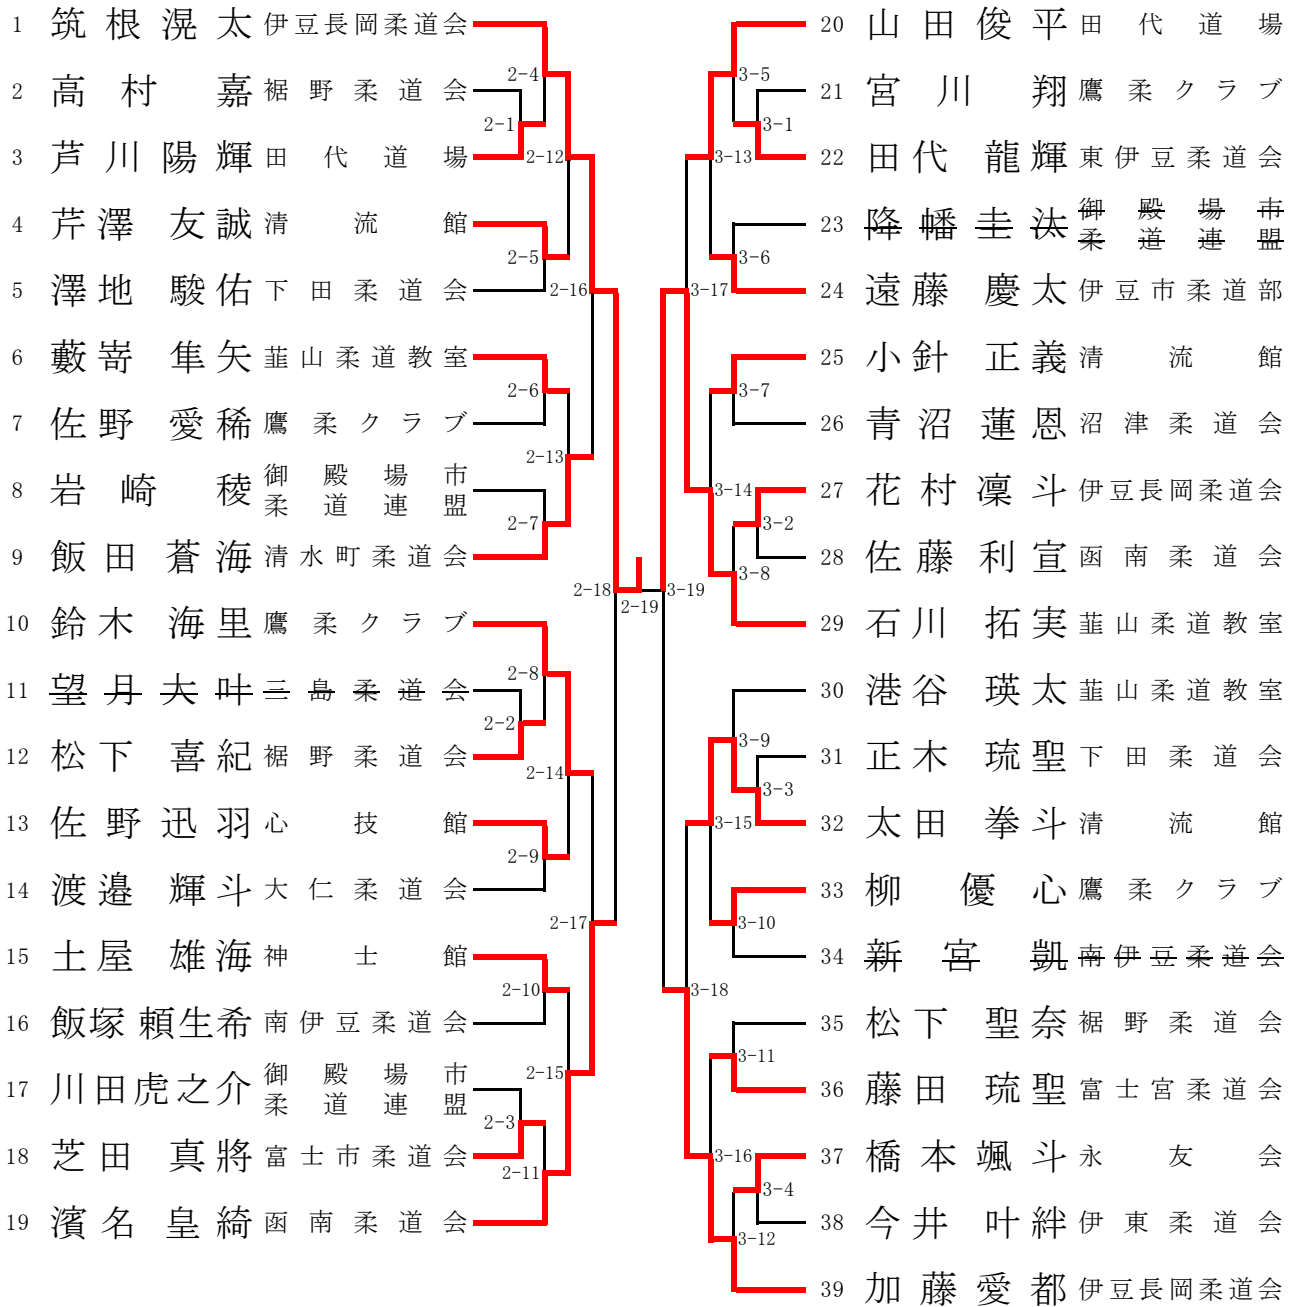 1 筑根滉太 伊豆長岡柔道会
2 高村嘉 裾野柔道会
3 芦川陽輝 田代道場
4 芹澤友誠 清流館
5 澤地駿佑 下田柔道会
6 藪嵜隼矢 韮山柔道教室
7 佐野愛稀 鷹柔クラブ
8 岩崎稜 御殿場市
柔道連盟
9 飯田蒼海 清水町柔道会
10 鈴木海里 鷹柔クラブ
11 望月大叶 三島柔道会
12 松下喜紀 裾野柔道会
13 佐野迅羽 心技館
14 渡邉輝斗 大仁柔道会
15 土屋雄海 神士館
16 飯塚頼生希 南伊豆柔道会
17 川田虎之介 御殿場市
柔道連盟
18 芝田真將 富士市柔道会
19 濱名皇綺 函南柔道会
2-4
2-1
2-12
2-5
2-16
2-6
2-13
2-7
2-18
2-8
2-2
2-14
2-9
2-17
2-10
2-15
2-3
2-11
2-19
3-19
3-5
3-1
3-13
3-6
3-17
3-7
3-14
3-2
3-8
3-9
3-3
3-15
3-10
3-18
3-11
3-16
3-4
3-12
20 山田俊平 田代道場
21 宮川翔 鷹柔クラブ
22 田代龍輝 東伊豆柔道会
23 降幡圭汰 御殿場市
柔道連盟
24 遠藤慶太 伊豆市柔道部
25 小針正義 清流館
26 青沼蓮恩 沼津柔道会
27 花村凜斗 伊豆長岡柔道会
28 佐藤利宣 函南柔道会
29 石川拓実 韮山柔道教室
30 港谷瑛太 韮山柔道教室
31 正木琉聖 下田柔道会
32 太田拳斗 清流館
33 柳優心 鷹柔クラブ
34 新宮凱 南伊豆柔道会
35 松下聖奈 裾野柔道会
36 藤田琉聖 富士宮柔道会
37 橋本颯斗 永友会
38 今井叶絆 伊東柔道会
39 加藤愛都 伊豆長岡柔道会